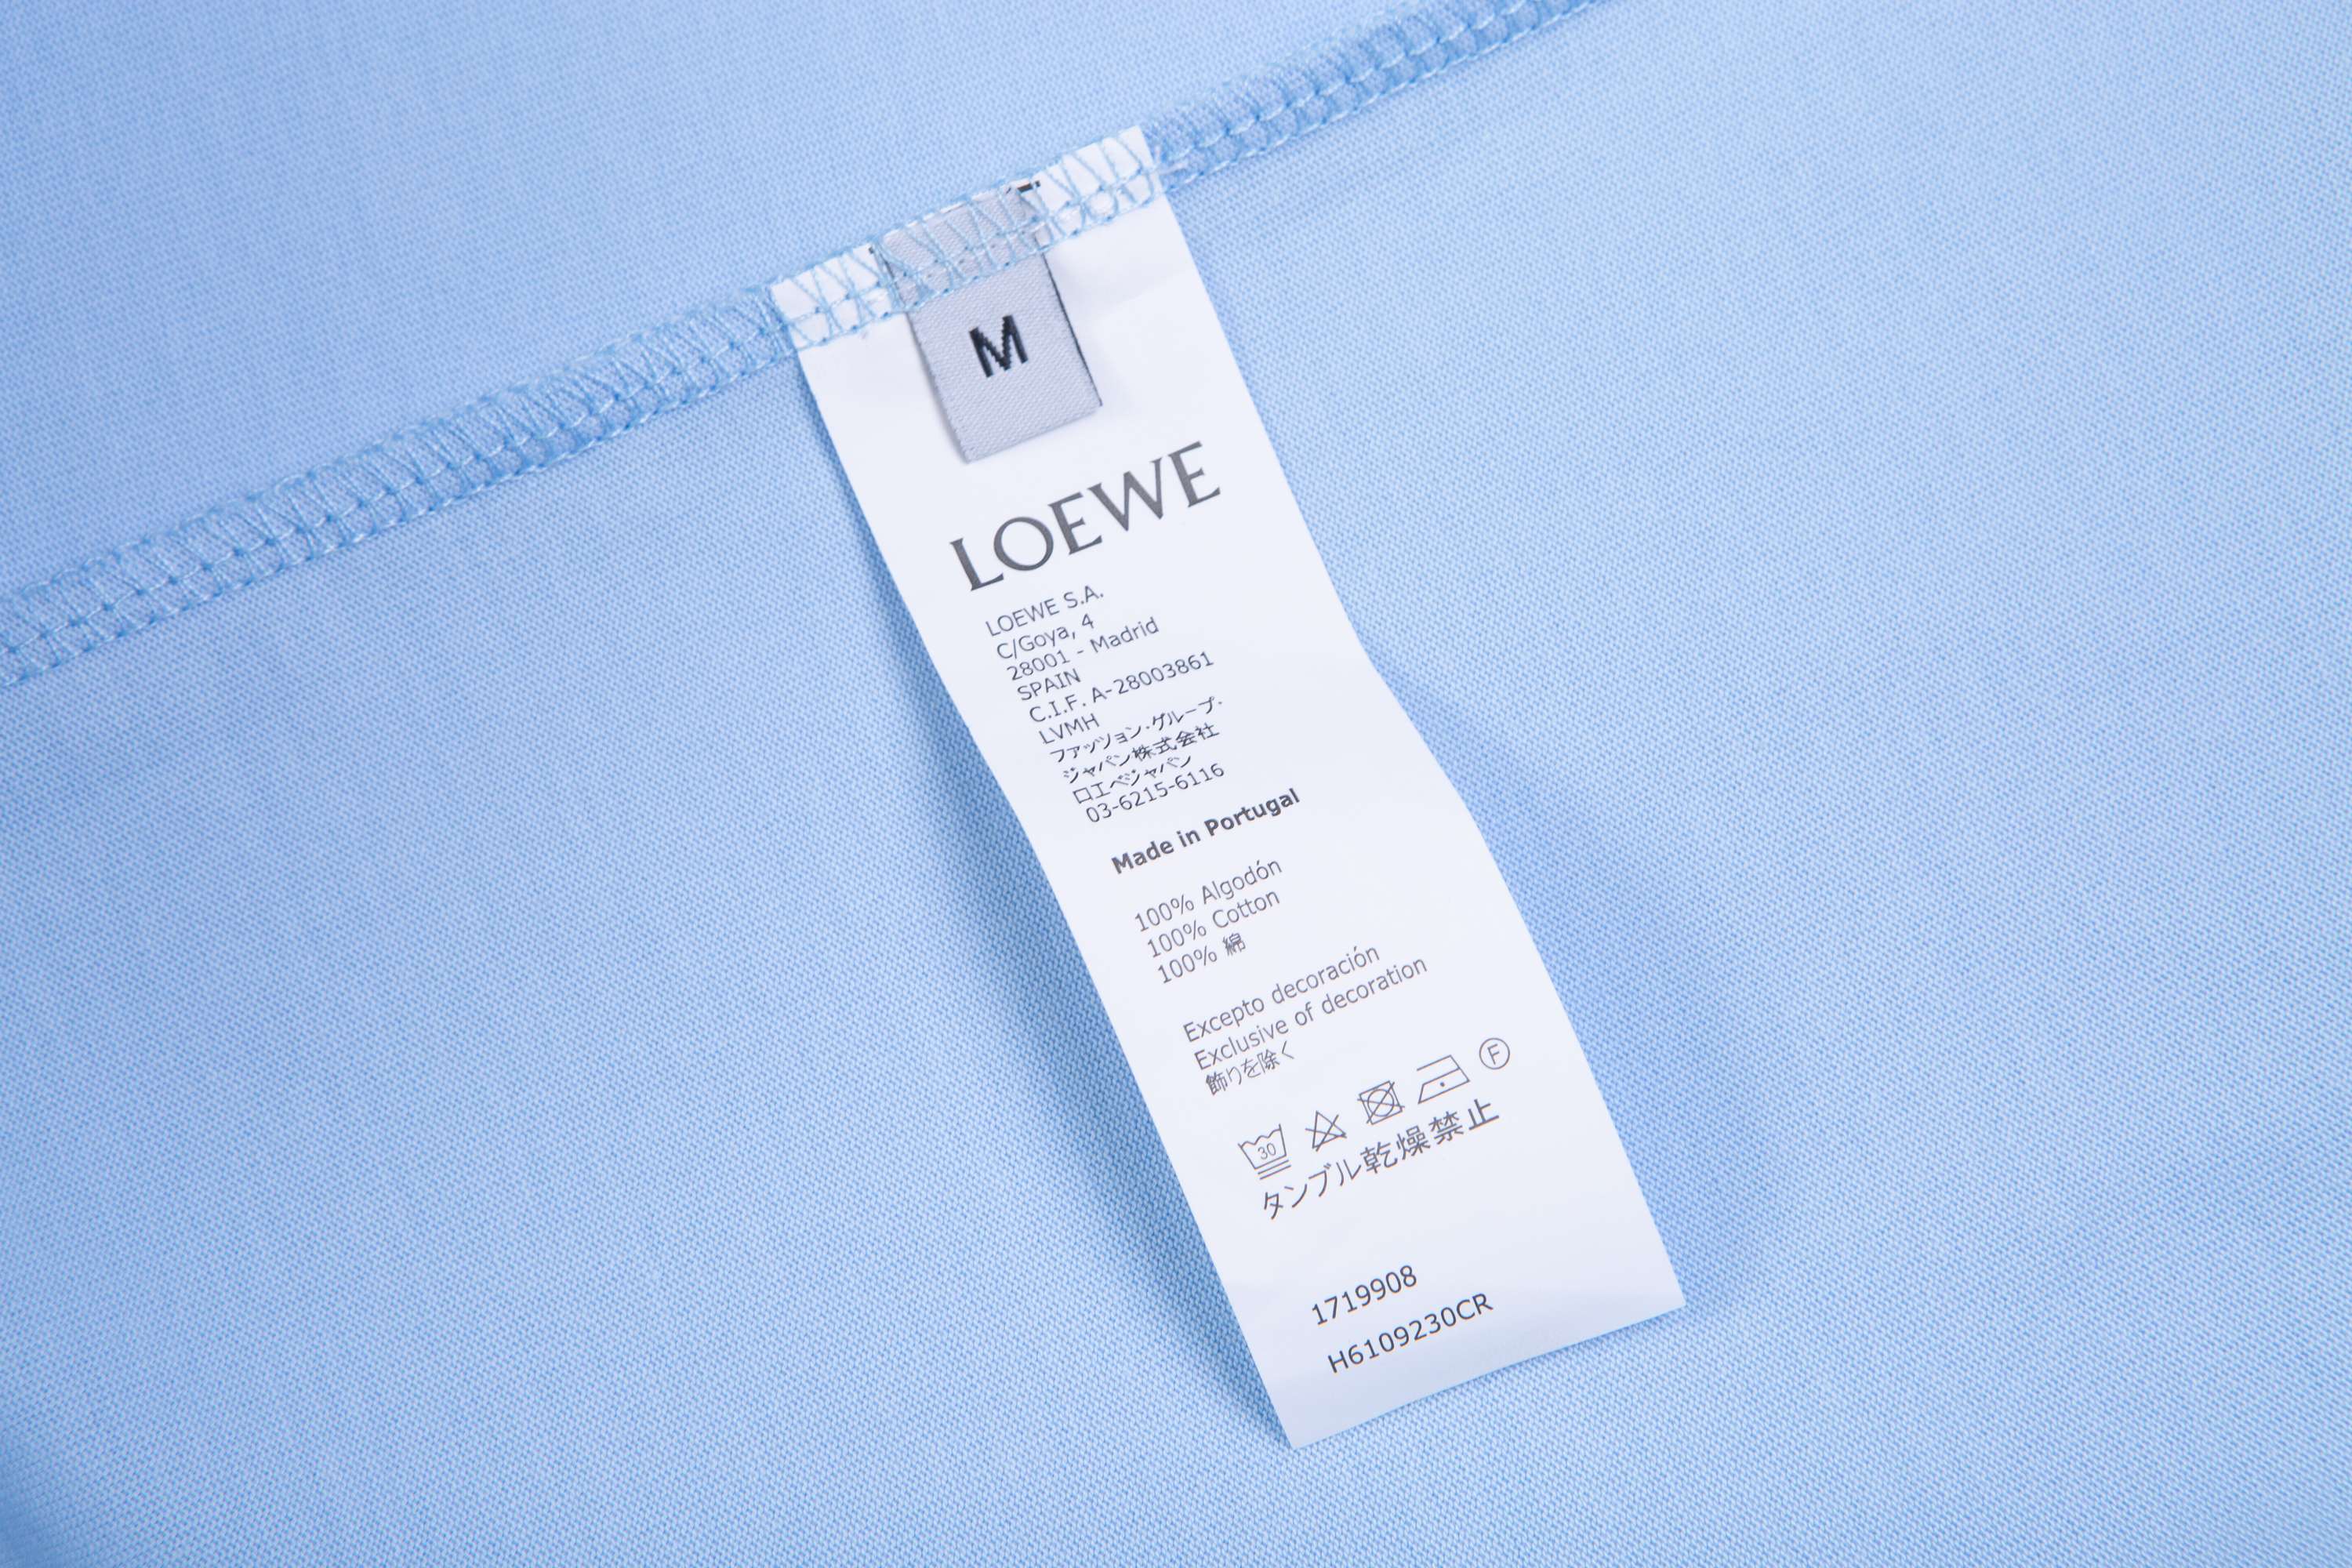 M
LOEWE
LOEWE S.A.
C/Goya, 4
28001 - Madrid
SPAIN
C.I.F. A-28003861
LVMH
ファッション・グループ・
ジャパン株式会社
ロエベジャパン
03-6215-6116
Made in Portugal
100% Algodón
100% Cotton
100% 綿
Excepto decoración
Exclusive of decoration
飾りを除く
30
F
タンブル乾燥禁止
1719908
H6109230CR